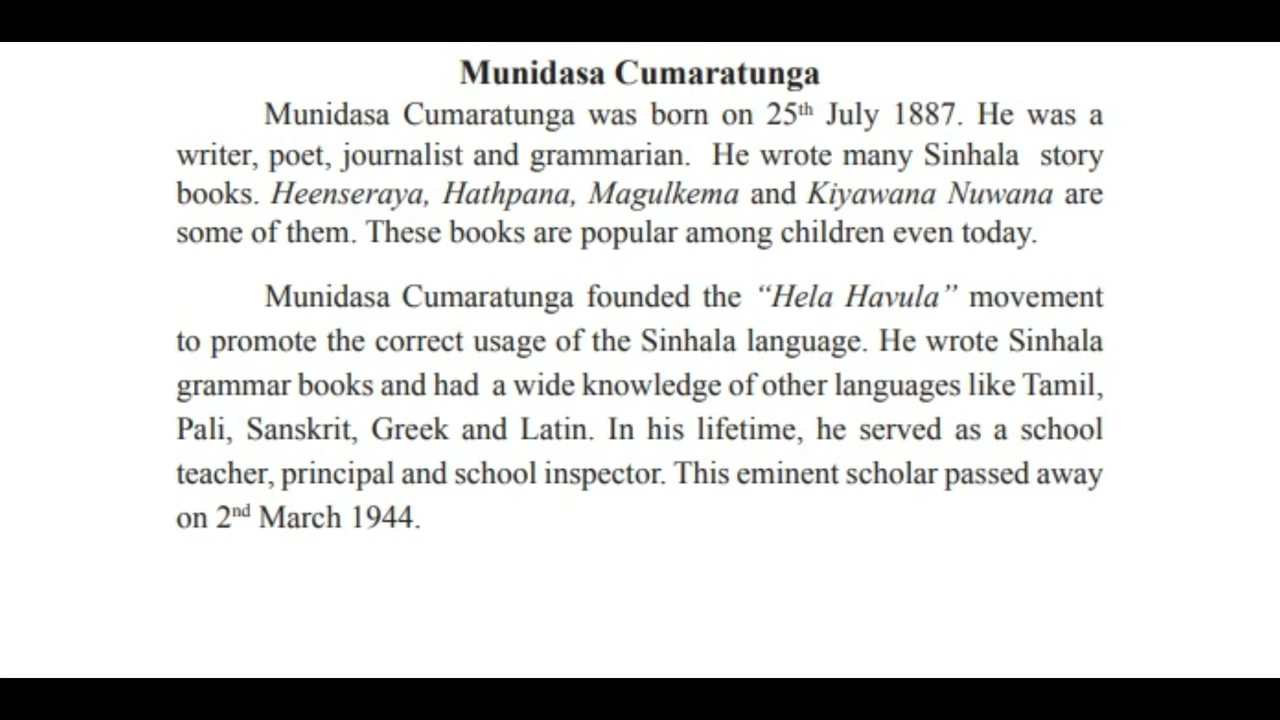 Munidasa Cumaratunga
Munidasa Cumaratunga was born on 25th July 1887. He was a
writer, poet, journalist and grammarian. He wrote many Sinhala story
books. Heenseraya, Hathpana, Magulkema and Kiyawana Nuwana are
some of them. These books are popular among children even today.
Munidasa Cumaratunga founded the “Hela Havula” movement
to promote the correct usage of the Sinhala language. He wrote Sinhala
grammar books and had a wide knowledge of other languages like Tamil,
Pali, Sanskrit, Greek and Latin. In his lifetime, he served as a school
teacher, principal and school inspector. This eminent scholar passed away
on 2nd March 1944.